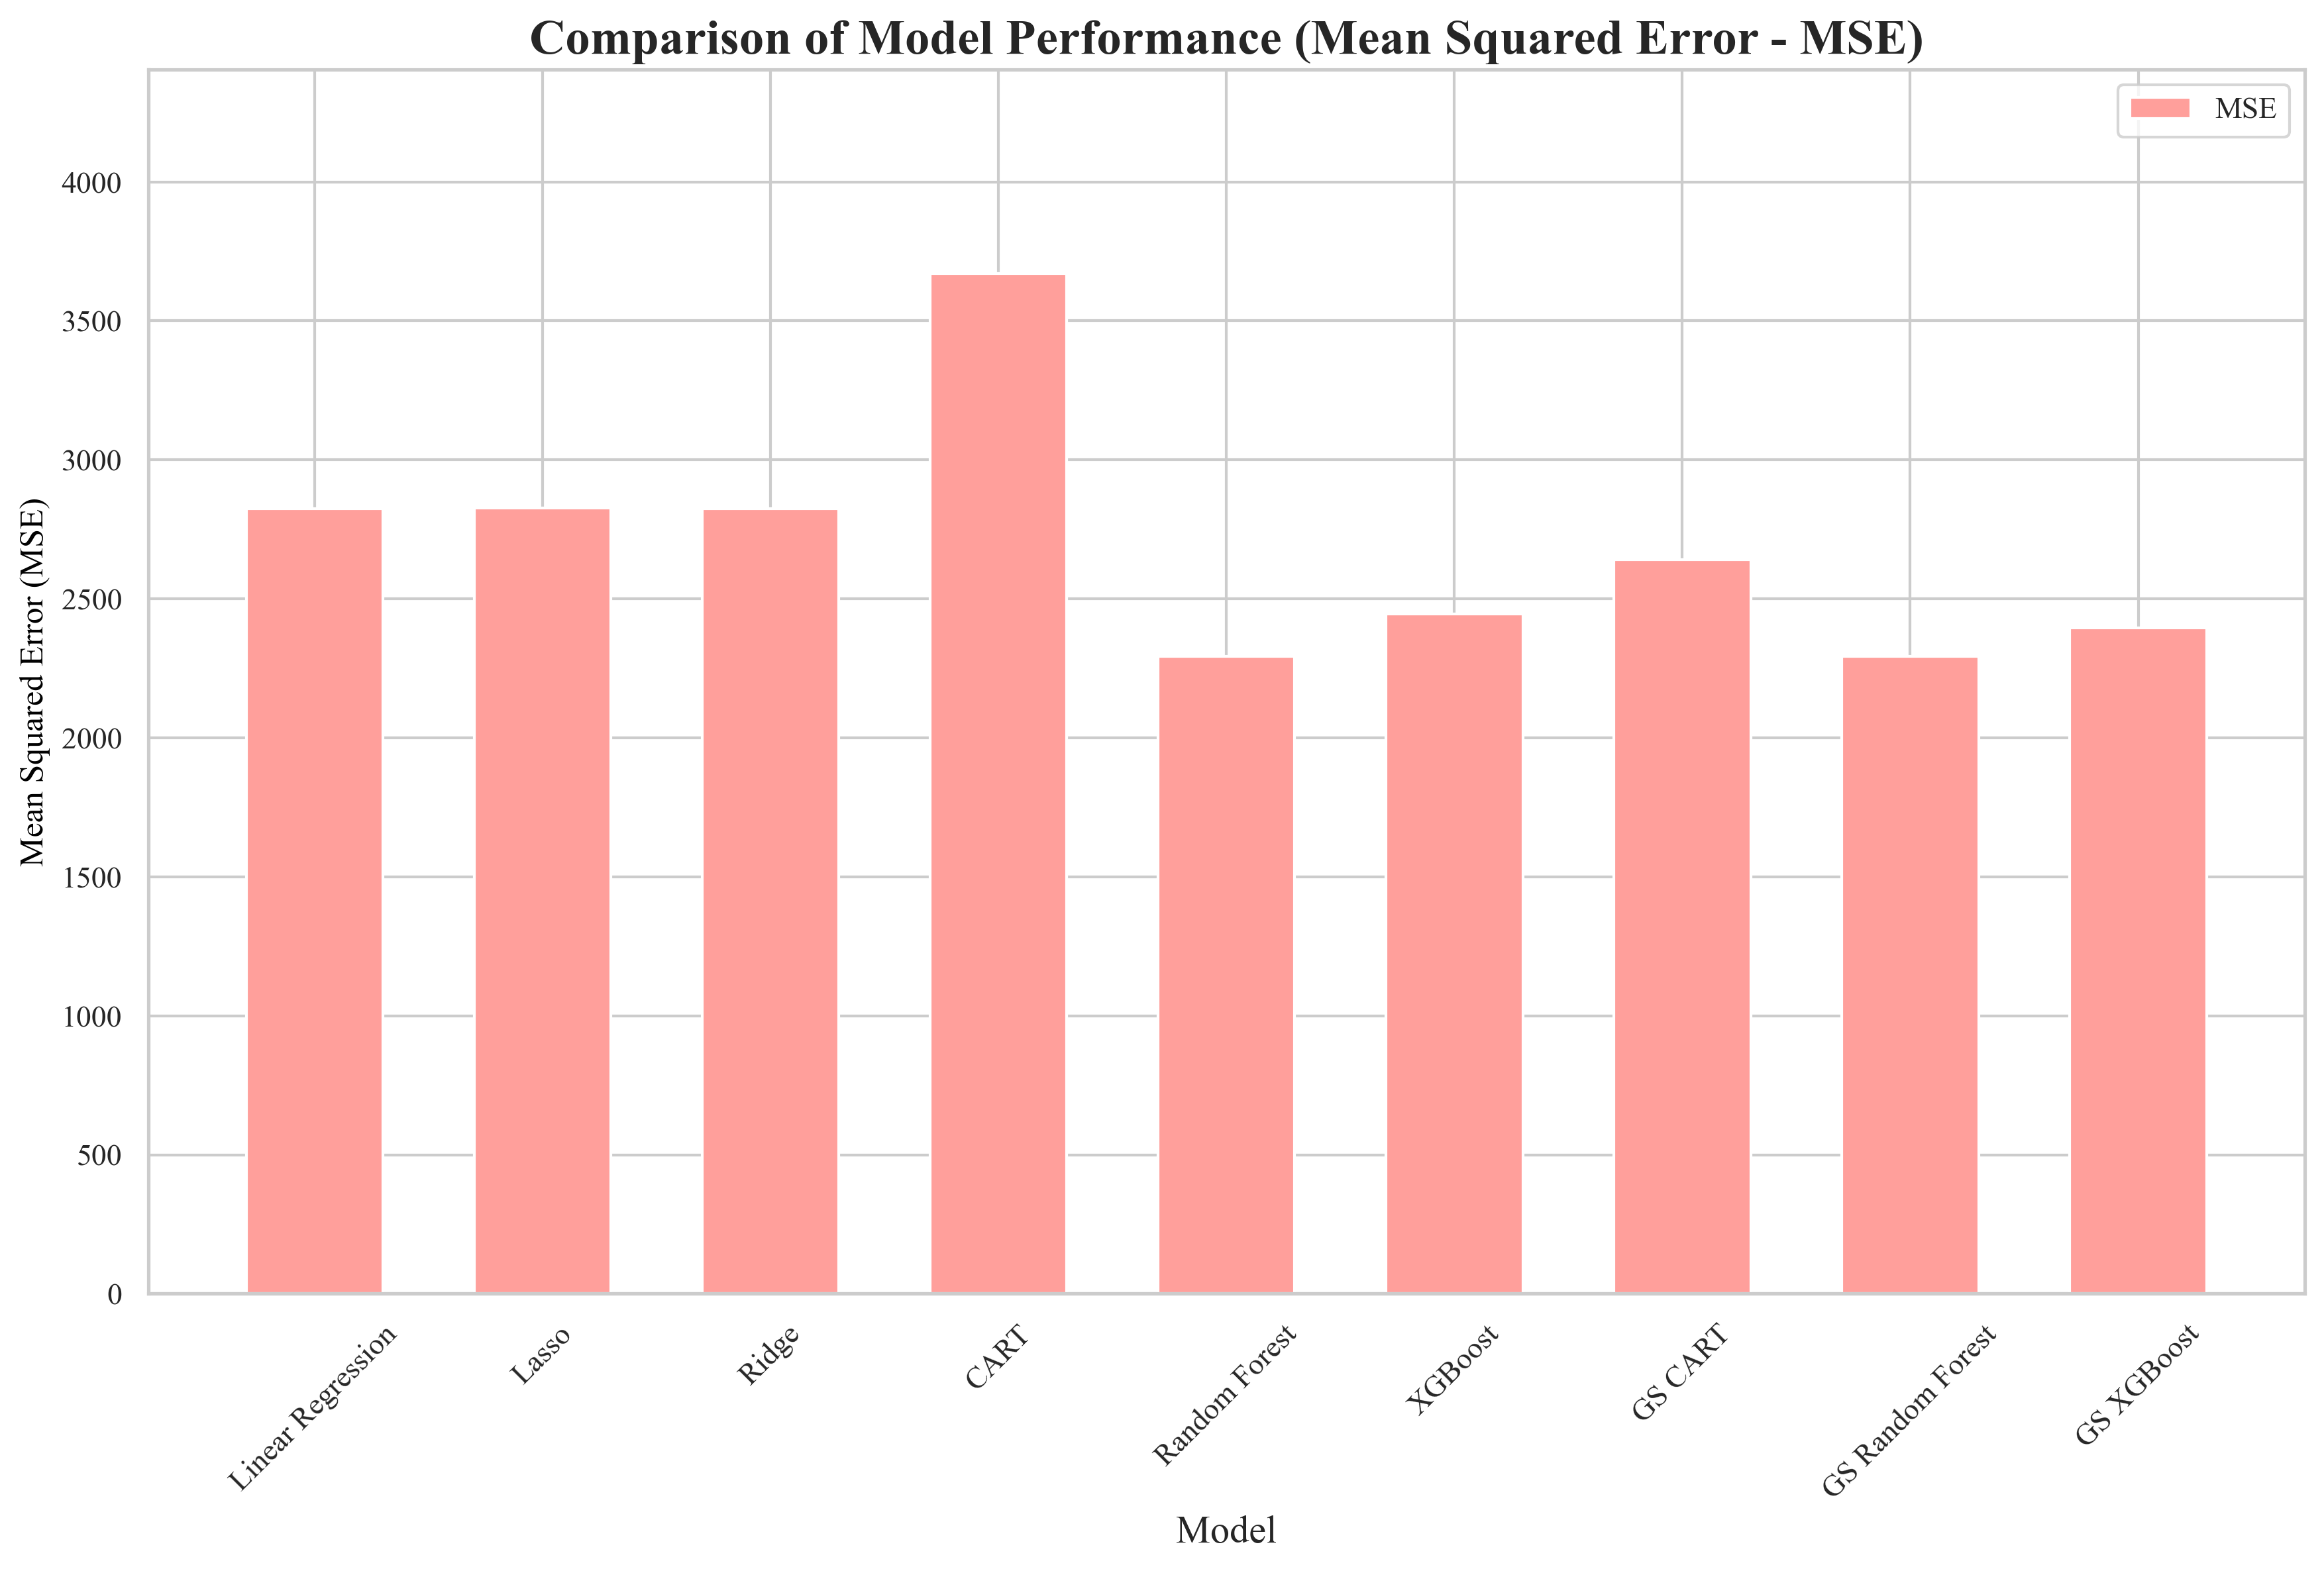 Comparison of Model Performance (Mean Squared Error - MSE)
MSE
Mean Squared Error (MSE)
4000
3500
3000
2500
2000
1500
1000
500
0
Linear Regression
Lasso
Ridge
CART
Random Forest
XGBoost
GS CART
GS Random Forest
GS XGBoost
Model